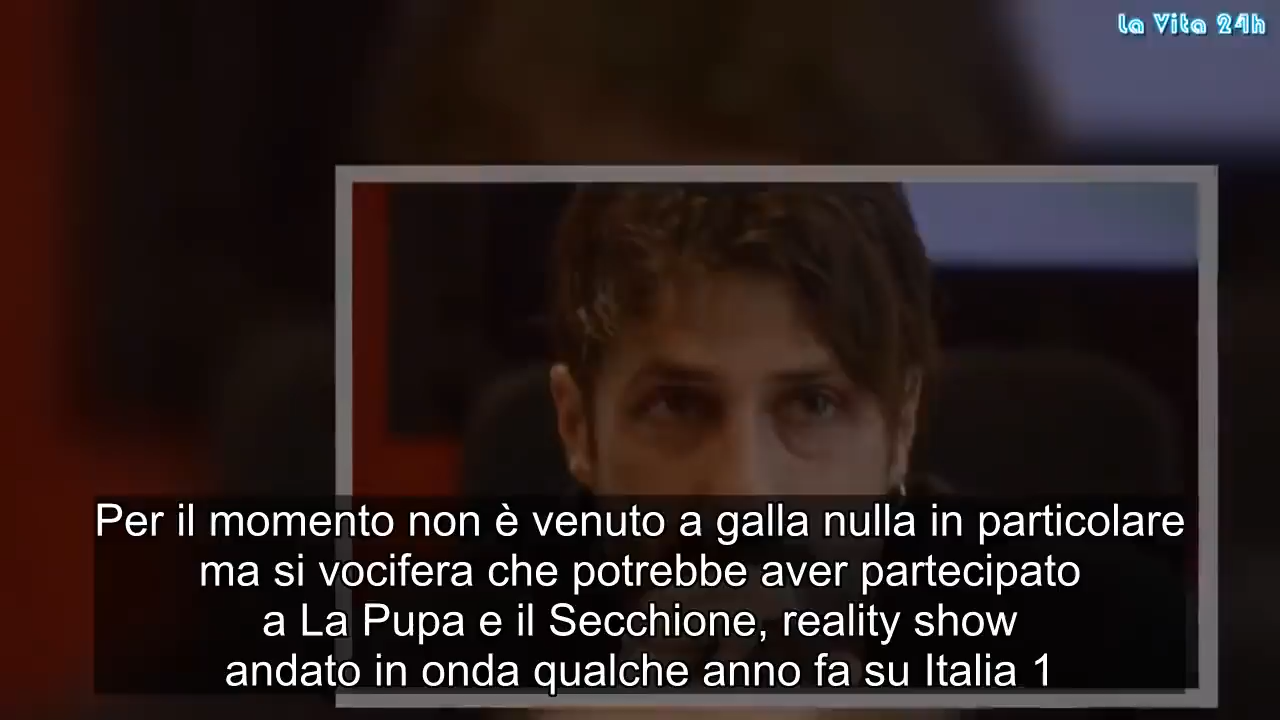 La Vita 24h
Per il momento non è venuto a galla nulla in particolare
ma si vocifera che potrebbe aver partecipato
a La Pupa e il Secchione, reality show
andato in onda qualche anno fa su Italia 1